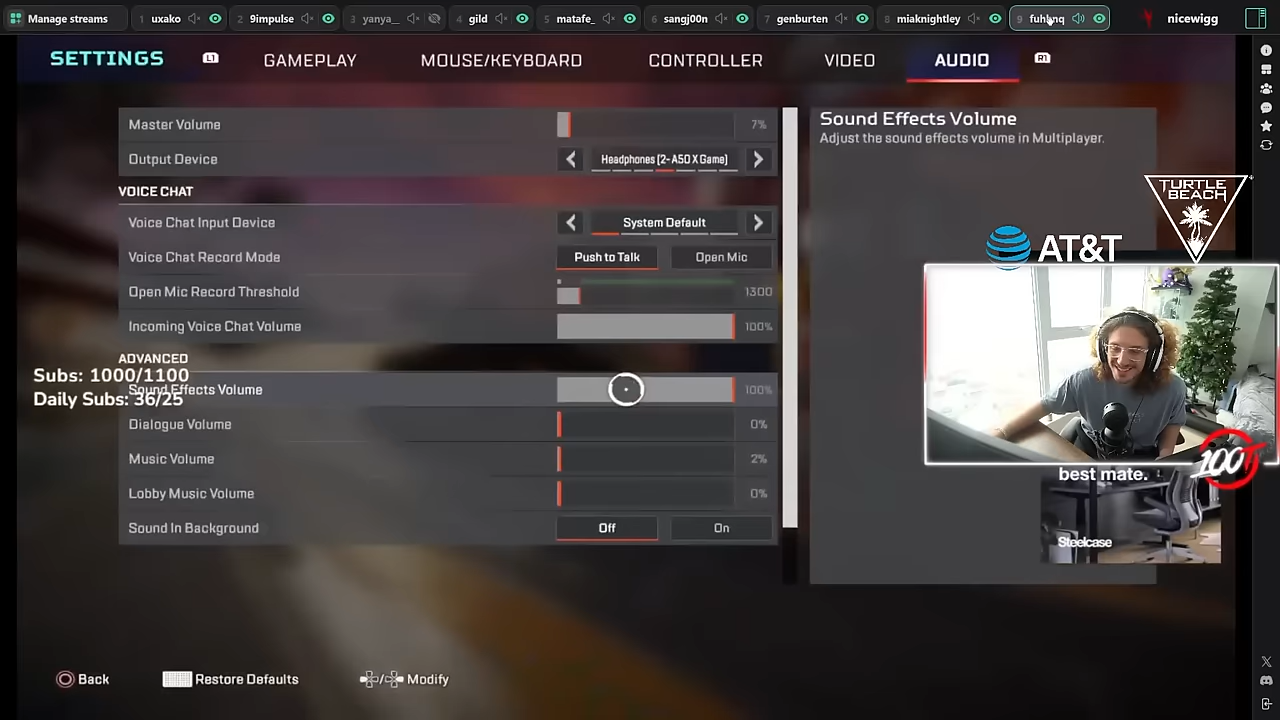 Manage streams 1 uxako 2 9impulse 3 yanya_ 4 gild 5 matafe_ 6 sangj00n 7 genburten 8 miaknightley 9 fuhhnq nicewigg
SETTINGS L1 GAMEPLAY MOUSE/KEYBOARD CONTROLLER VIDEO AUDIO R1
Master Volume 7%
Output Device Headphones (2- A50 X Game)
VOICE CHAT
Voice Chat Input Device System Default
Voice Chat Record Mode Push to Talk Open Mic
Open Mic Record Threshold 1300
Incoming Voice Chat Volume 100%
ADVANCED
Subs: 1000/1100
Sound Effects Volume 100%
Daily Subs: 36/25
Dialogue Volume 0%
Music Volume 2%
Lobby Music Volume 0%
Sound In Background Off On
Sound Effects Volume
Adjust the sound effects volume in Multiplayer.
TURTLE
BEACH
AT&T
100T
best mate.
Steelcase
Back Restore Defaults Modify